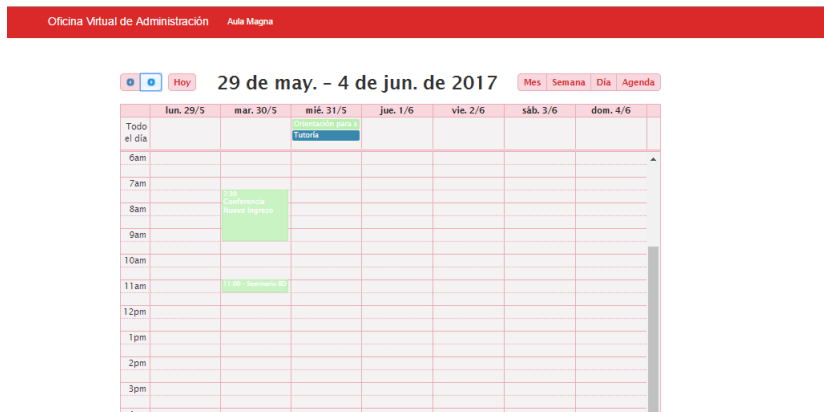 Oficina Virtual de Administración Aula Magna
Hoy 29 de may. – 4 de jun. de 2017 Mes Semana Día Agenda
lun. 29/5 mar. 30/5 mié. 31/5 jue. 1/6 vie. 2/6 sáb. 3/6 dom. 4/6
Todo
el día
Orientación para
Tutoría
6am
7am
7:30
Conferencia
Nuevo Ingreso
8am
9am
10am
11am
11:00 - Seminario
12pm
1pm
2pm
3pm